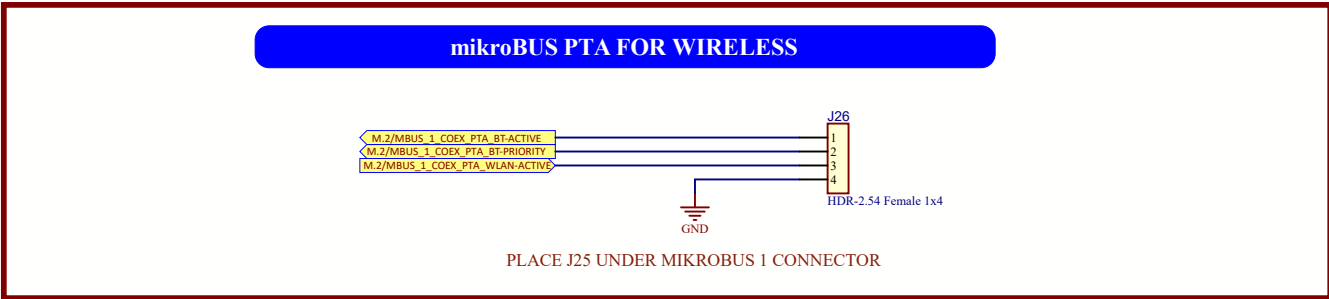 mikroBUS PTA FOR WIRELESS
J26
M.2/MBUS_1_COEX_PTA_BT-ACTIVE 1
M.2/MBUS_1_COEX_PTA_BT-PRIORITY 2
M.2/MBUS_1_COEX_PTA_WLAN-ACTIVE 3
4
HDR-2.54 Female 1x4
GND
PLACE J25 UNDER MIKROBUS 1 CONNECTOR